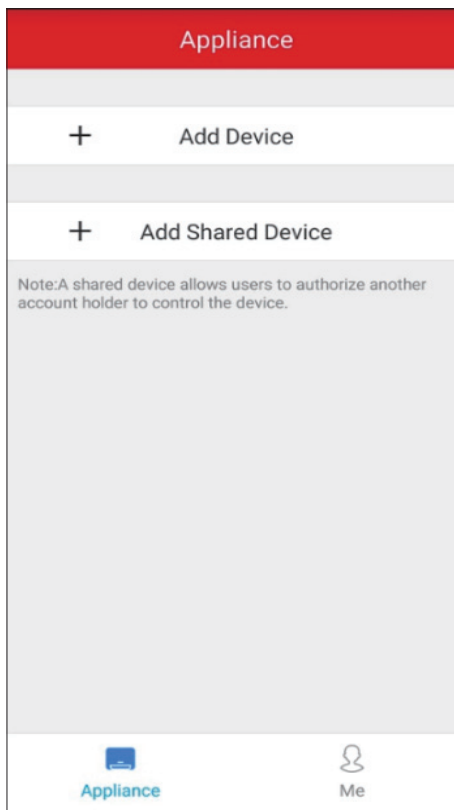 Appliance
+ Add Device
+ Add Shared Device
Note:A shared device allows users to authorize another
account holder to control the device.
Appliance
Me